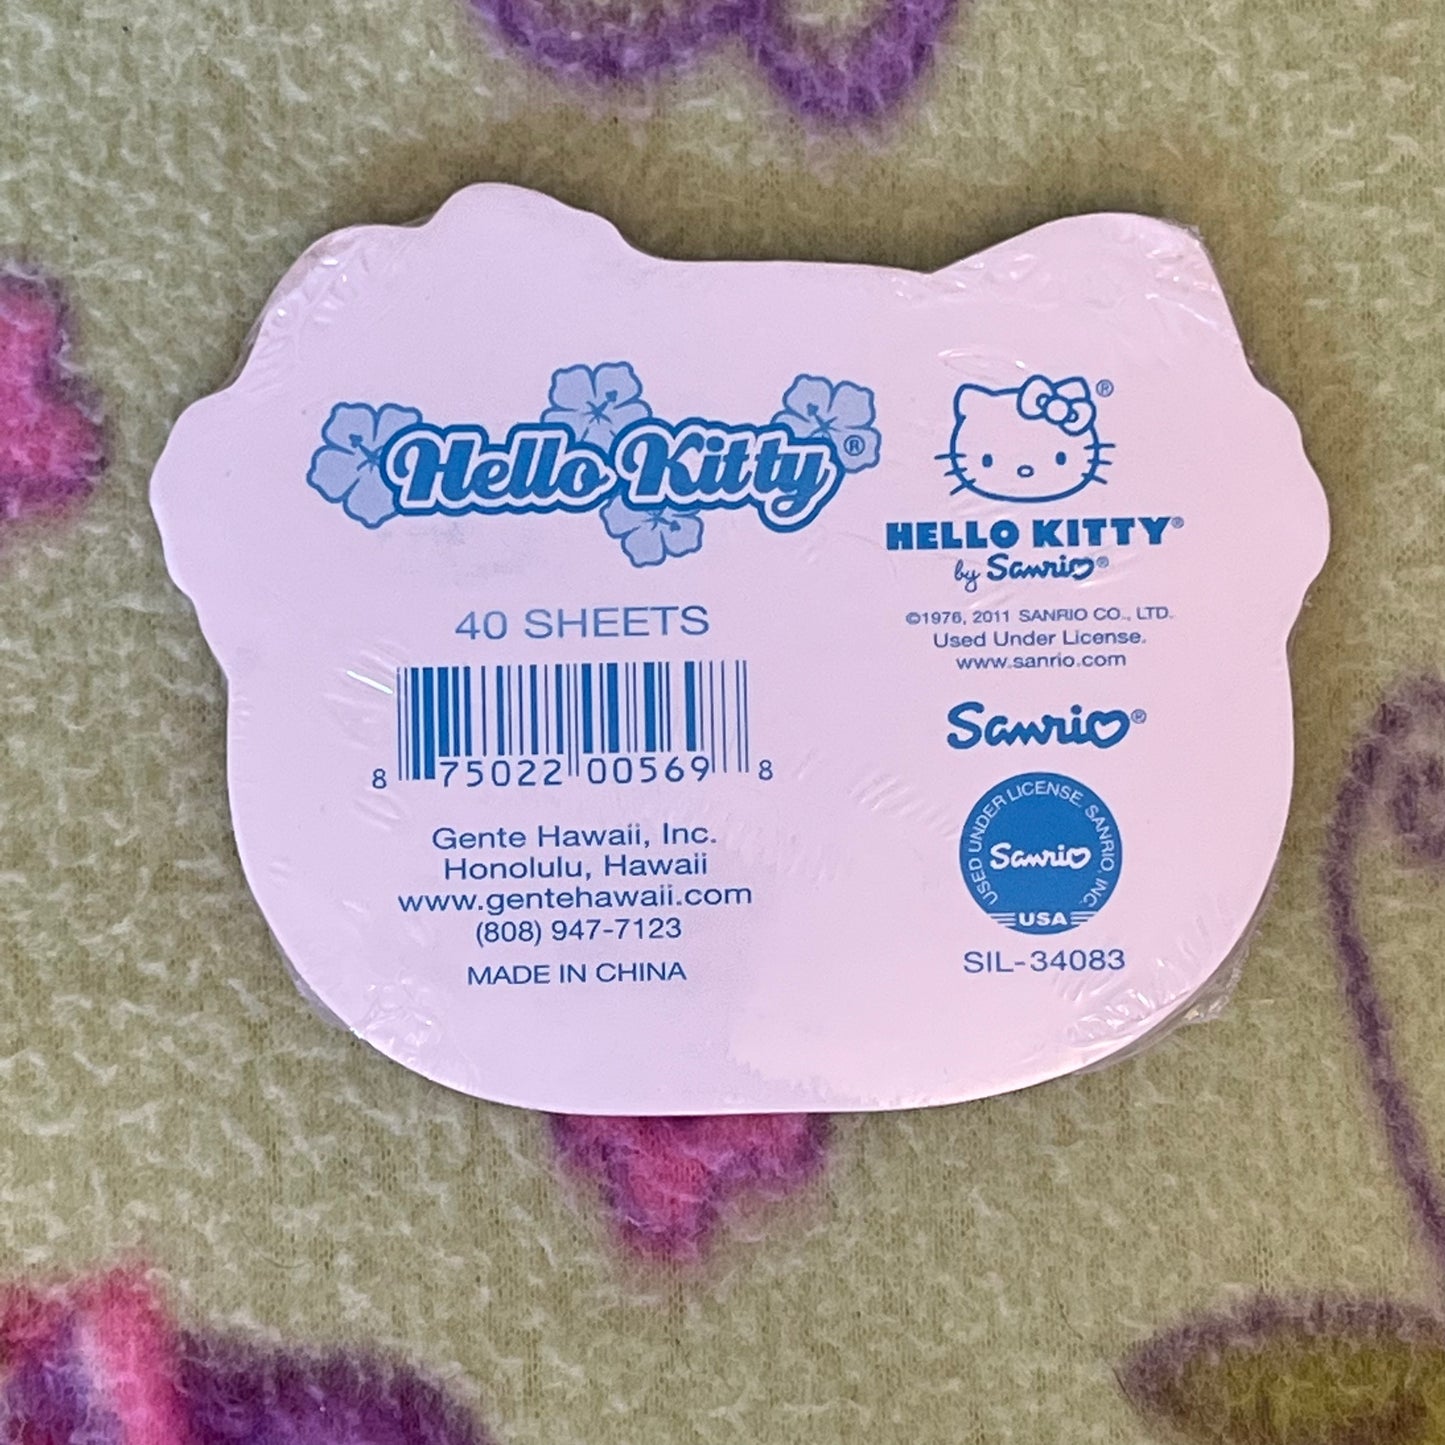 Hello Kitty®
40 SHEETS
8 75022 00569 8
Gente Hawaii, Inc.
Honolulu, Hawaii
www.gentehawaii.com
(808) 947-7123
MADE IN CHINA
®
HELLO KITTY®
by Sanrio®
©1976, 2011 SANRIO CO., LTD.
Used Under License.
www.sanrio.com
Sanrio®
USED UNDER LICENSE. SANRIO, INC.
Sanrio
USA
SIL-34083